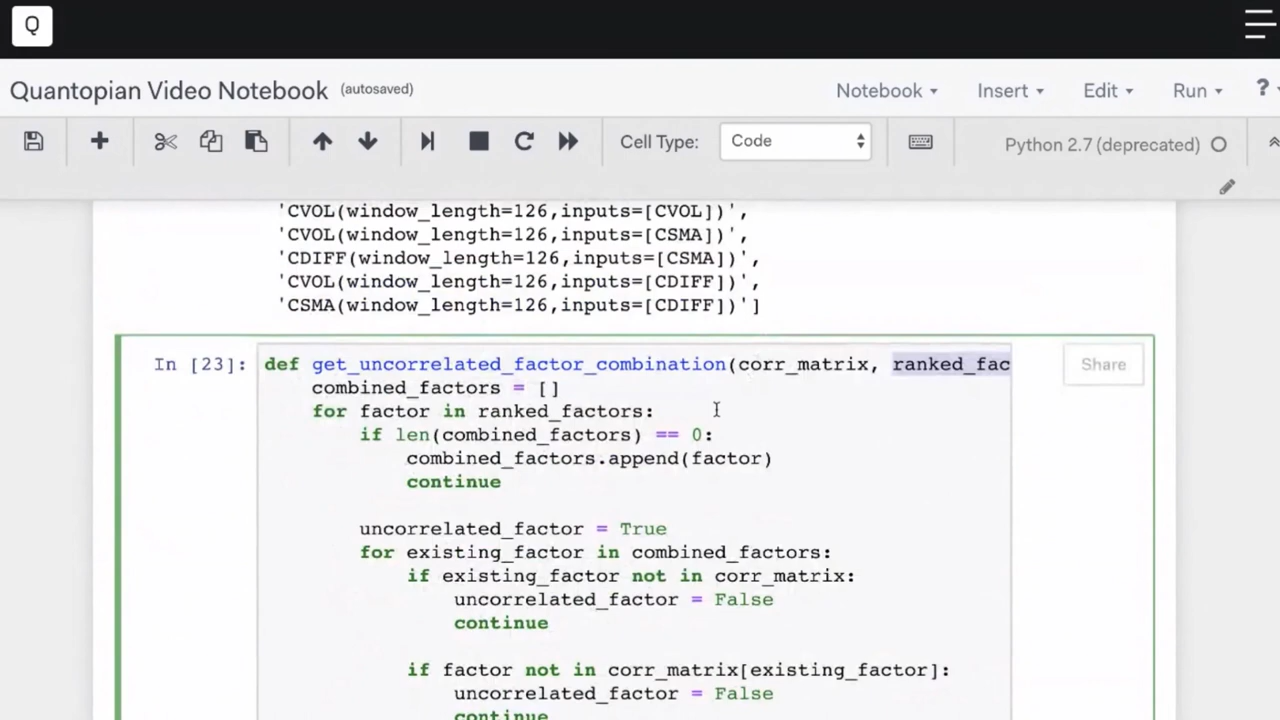 Q
Quantopian Video Notebook (autosaved) Notebook Insert Edit Run ?
Cell Type: Code Python 2.7 (deprecated)
'CVOL(window_length=126,inputs=[CVOL])',
'CVOL(window_length=126,inputs=[CSMA])',
'CDIFF(window_length=126,inputs=[CSMA])',
'CVOL(window_length=126,inputs=[CDIFF])',
'CSMA(window_length=126,inputs=[CDIFF])']
In [23]: def get_uncorrelated_factor_combination(corr_matrix, ranked_fac Share
combined_factors = []
for factor in ranked_factors:
if len(combined_factors) == 0:
combined_factors.append(factor)
continue
uncorrelated_factor = True
for existing_factor in combined_factors:
if existing_factor not in corr_matrix:
uncorrelated_factor = False
continue
if factor not in corr_matrix[existing_factor]:
uncorrelated_factor = False
continue